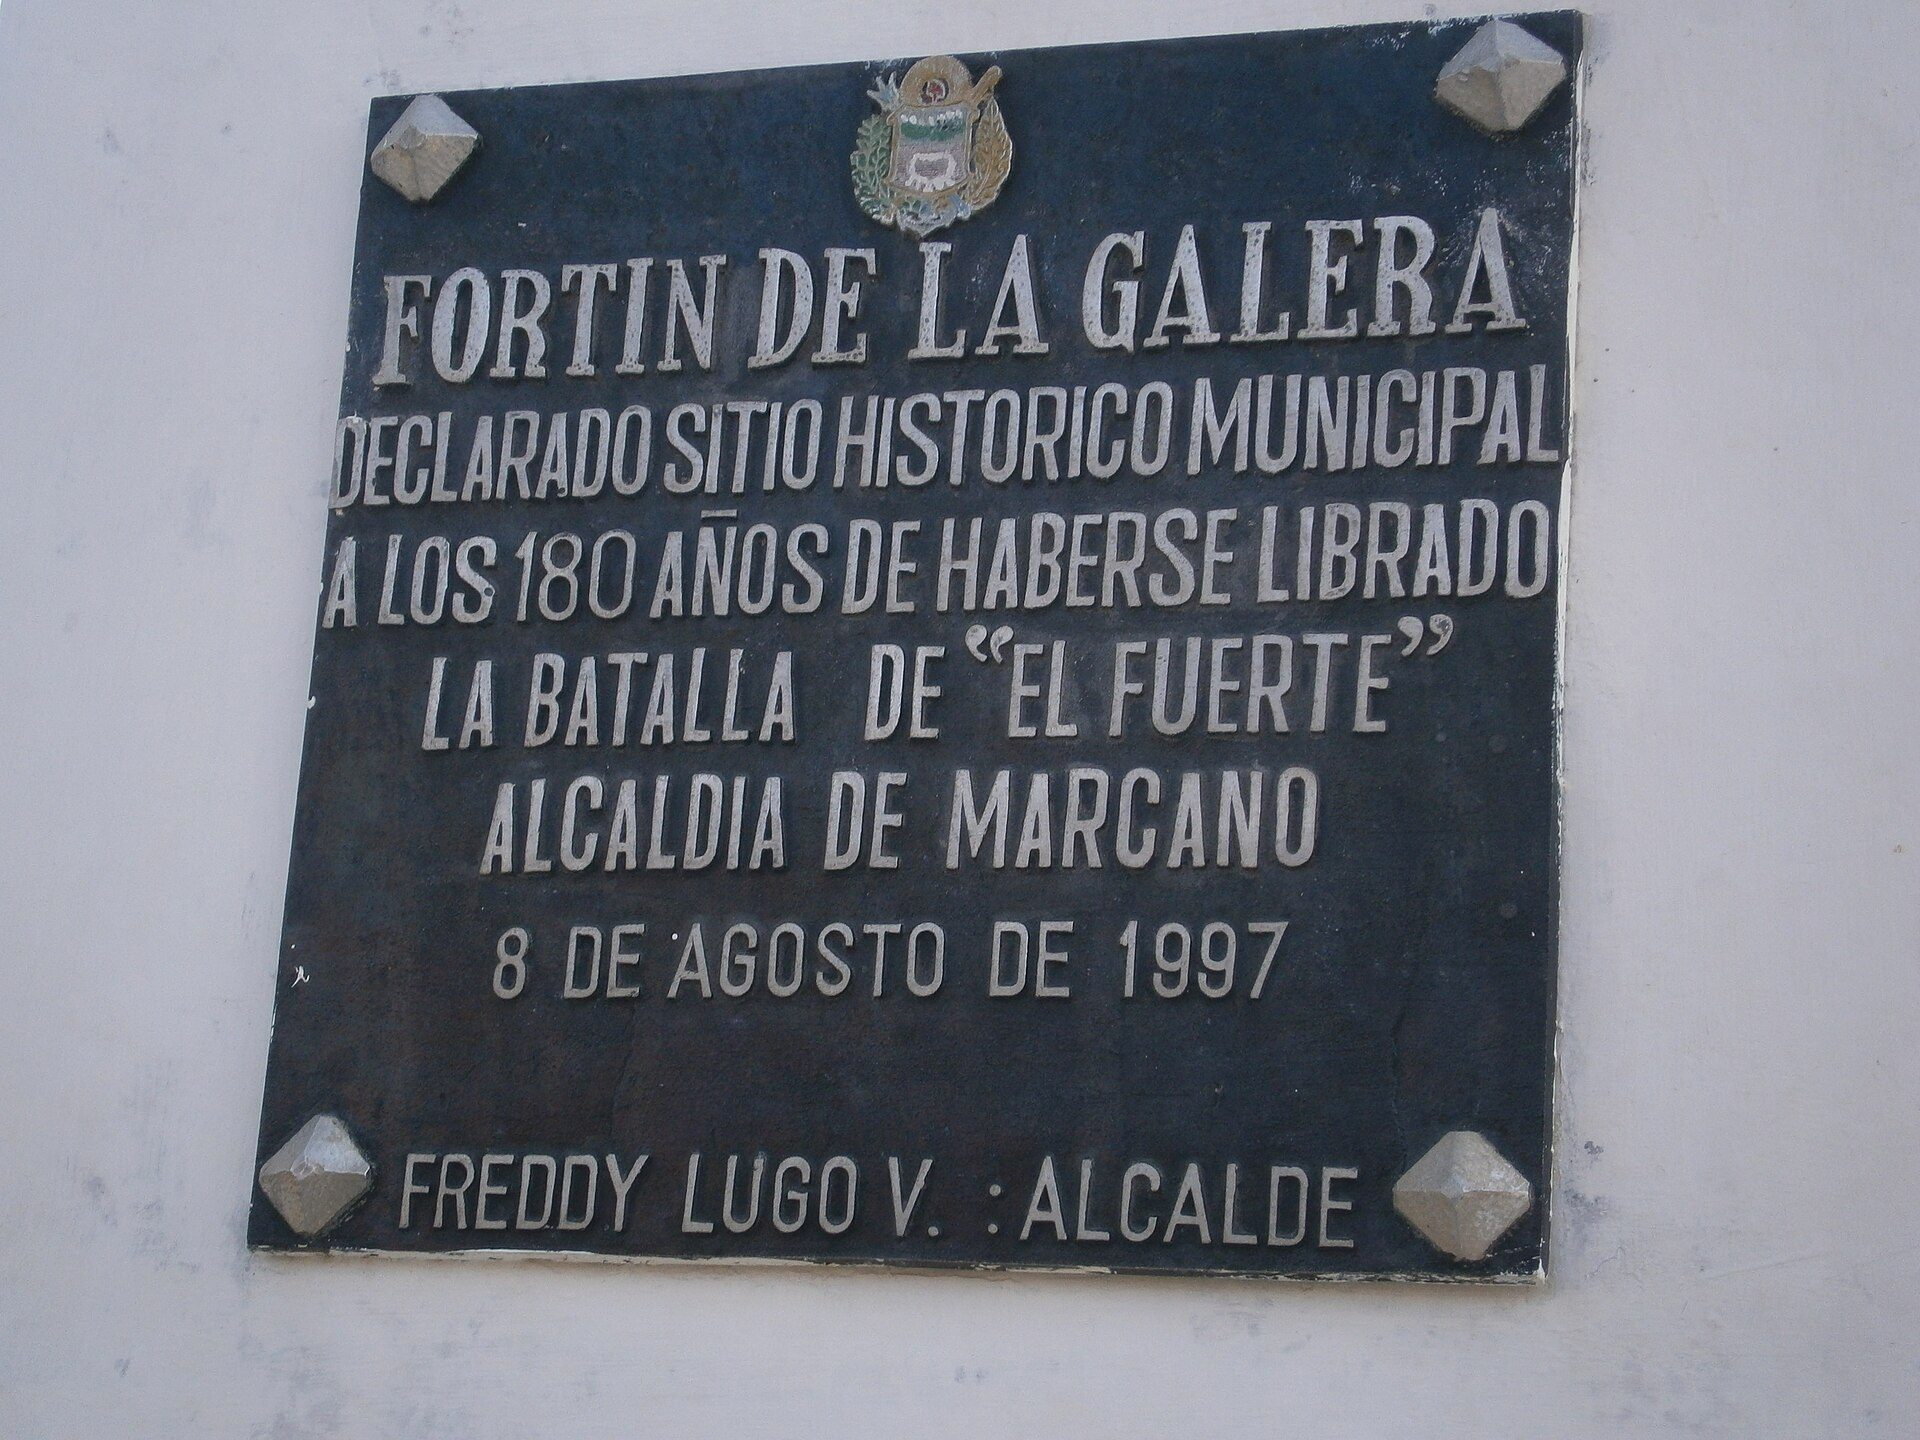 FORTIN DE LA GALERA
DECLARADO SITIO HISTORICO MUNICIPAL
A LOS 180 AÑOS DE HABERSE LIBRADO
LA BATALLA DE “EL FUERTE”
ALCALDIA DE MARCANO
8 DE AGOSTO DE 1997
FREDDY LUGO V. : ALCALDE